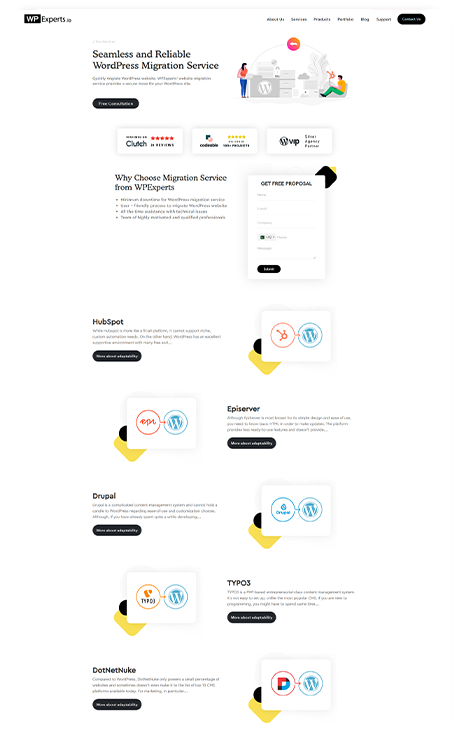 WP Experts.io
About Us Services Products Portfolio Blog Support Contact Us
Seamless and Reliable
WordPress Migration Service
Quickly migrate WordPress website. WPExperts' website migration
service provides a secure move for your WordPress site.
Free Consultation
REVIEWED ON
Clutch
REVIEWS
codeable
PROJECTS
vip
Silver
Agency
Partner
Why Choose Migration Service
from WPExperts
Minimum downtime for WordPress migration service
User - friendly process to migrate WordPress website
All the time assistance with technical issues
Team of highly motivated and qualified professionals
GET FREE PROPOSAL
Name
Email
Company
Phone
Message
Submit
HubSpot
While HubSpot is more like a rival platform, it cannot support niche,
custom automation needs. On the other hand, WordPress has an excellent
supportive environment with many free and...
More about adaptability
epi
Episerver
Although Episerver is most known for its simple design and ease of use,
you need to know basic HTML in order to make updates. The platform
provides less ready-to-use features and doesn't provide...
More about adaptability
Drupal
Drupal is a complicated content management system and cannot hold a
candle to WordPress regarding ease of use and customization choices.
Although, if you have already spent quite a while developing...
More about adaptability
Drupal
TYPO3
TYPO3
TYPO3 is a PHP-based entrepreneurial-class content management system.
It's not easy to set up, unlike the most popular CMS. If you are new to
programming, you might have to spend some time...
More about adaptability
DotNetNuke
Compared to WordPress, DotNetNuke only powers a small percentage of
websites and sometimes doesn't even make it to the list of top 10 CMS
platforms available today. For marketing, in particular...
More about adaptability